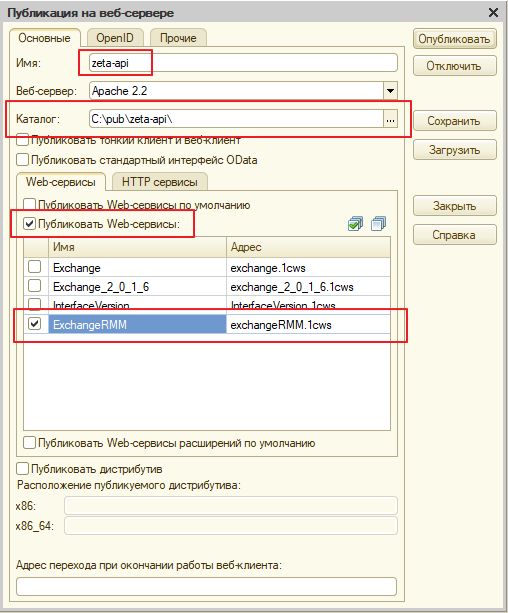 Публикация на веб-сервере
Основные OpenID Прочие
Опубликовать
Имя: zeta-api
Отключить
Веб-сервер: Apache 2.2
Каталог: C:\pub\zeta-api\ ...
Сохранить
Публиковать тонкий клиент и веб-клиент
Загрузить
Публиковать стандартный интерфейс OData
Web-сервисы HTTP сервисы
Публиковать Web-сервисы по умолчанию
Закрыть
Публиковать Web-сервисы:
Справка
Имя Адрес
Exchange exchange.1cws
Exchange_2_0_1_6 exchange_2_0_1_6.1cws
InterfaceVersion InterfaceVersion.1cws
ExchangeRMM exchangeRMM.1cws
Публиковать Web-сервисы расширений по умолчанию
Публиковать дистрибутив
Расположение публикуемого дистрибутива:
x86:
x86_64:
Адрес перехода при окончании работы веб-клиента: